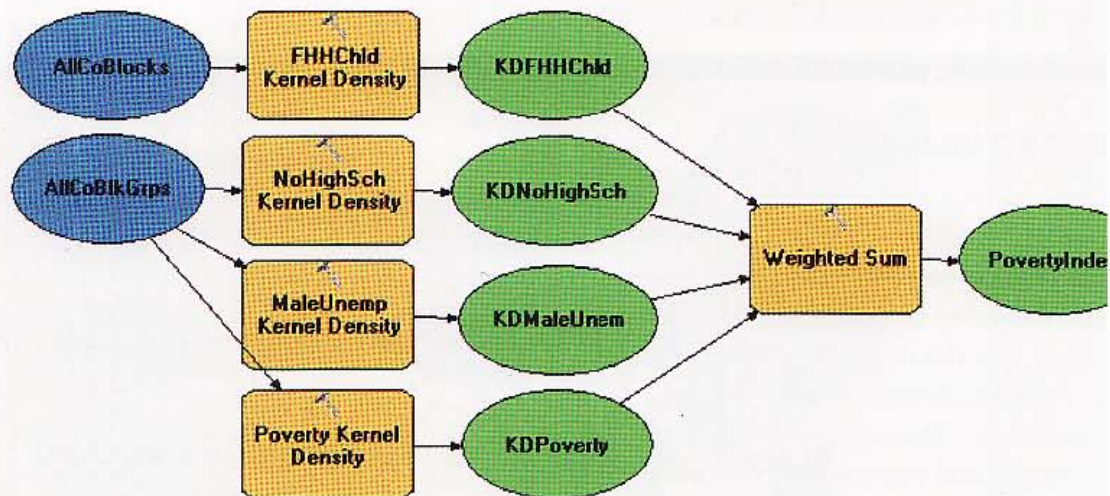 AllCoBlocks
FHHChld
Kernel Density
KDFHHChld
AllCoBlkGrps
NoHighSch
Kernel Density
KDNoHighSch
MaleUnemp
Kernel Density
KDMaleUnem
Poverty Kernel
Density
KDPoverty
Weighted Sum
PovertyInde